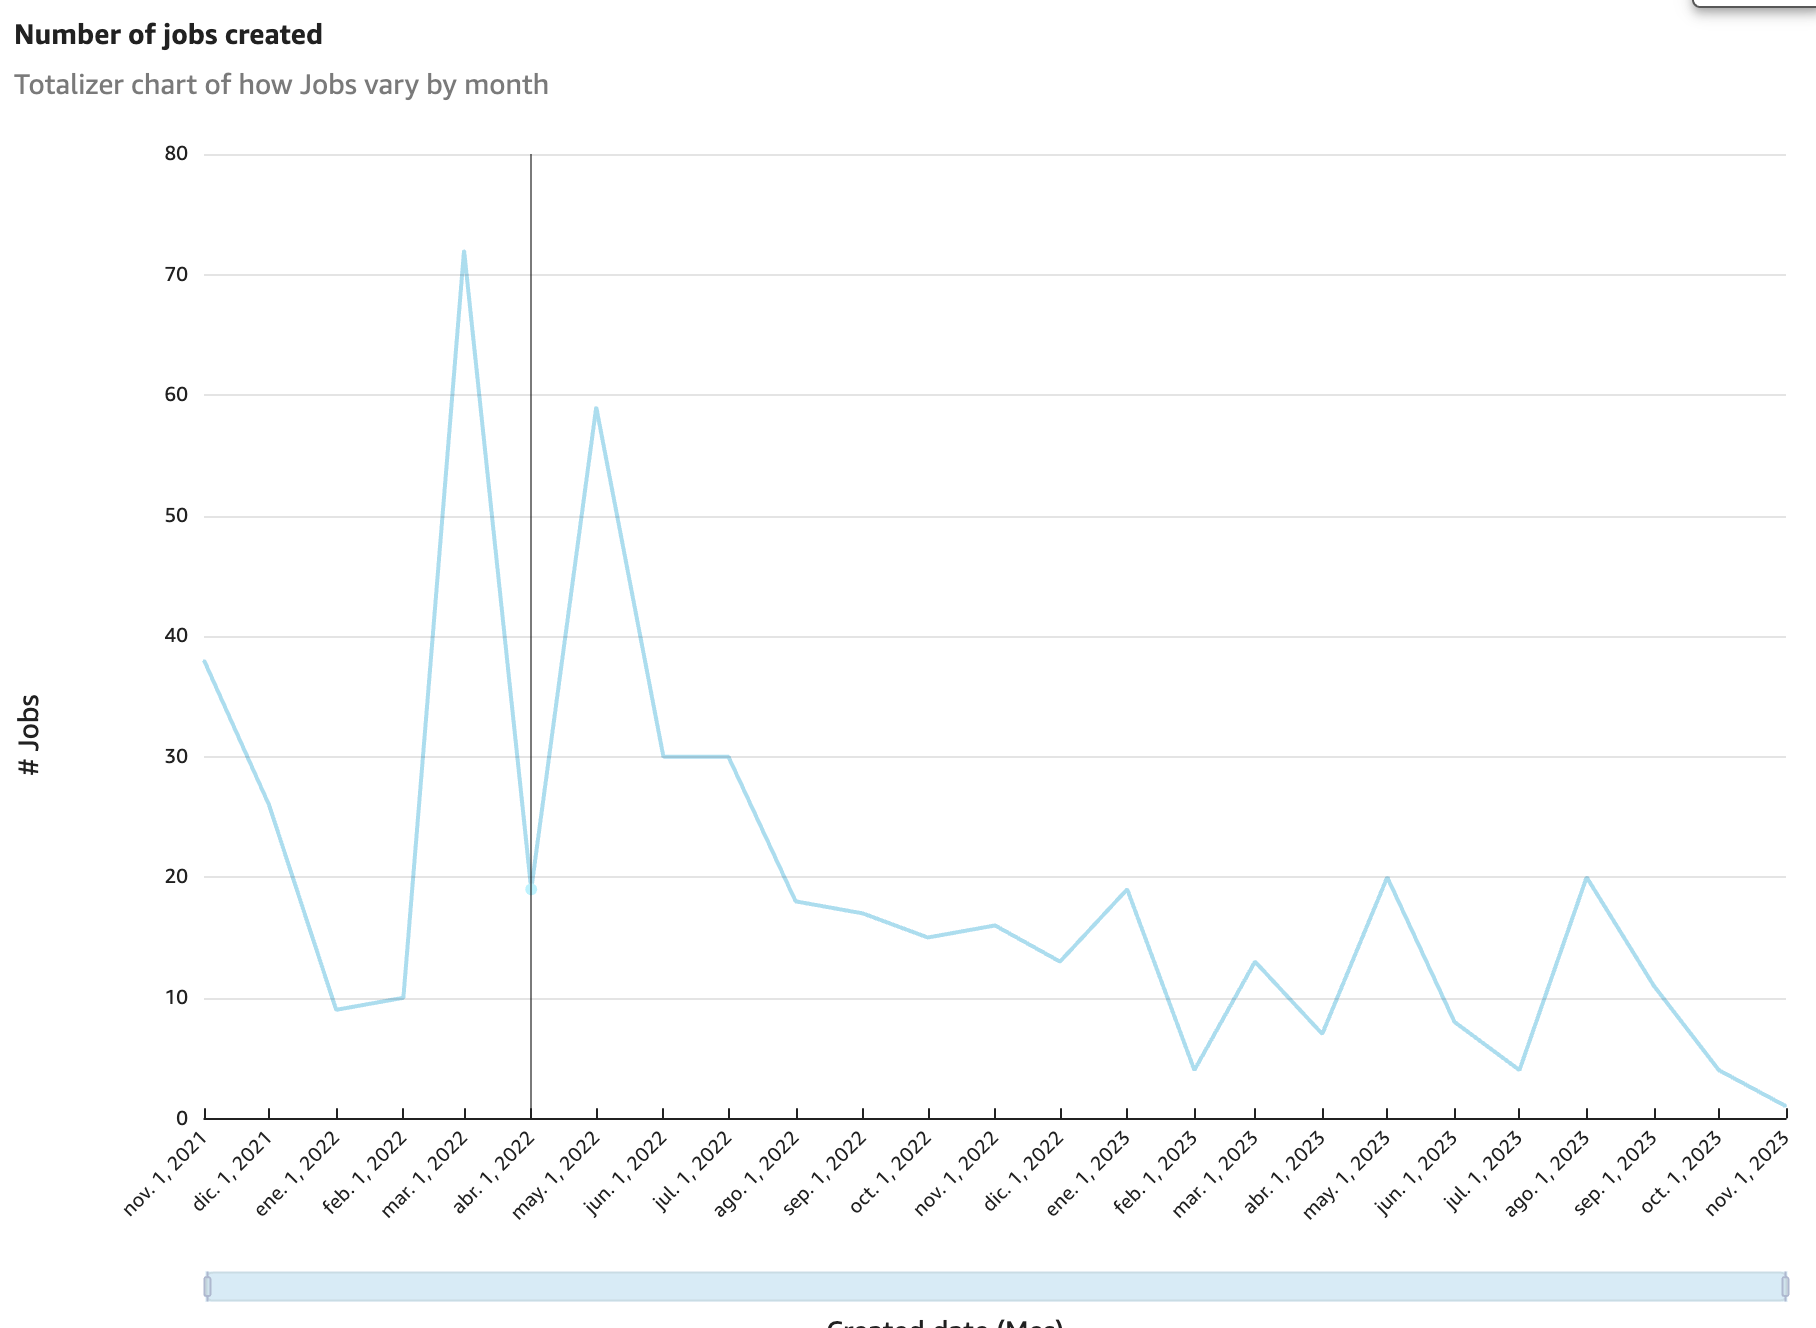 Number of jobs created
Totalizer chart of how Jobs vary by month
80
70
60
50
40
30
20
10
0
# Jobs
nov. 1, 2021
dic. 1, 2021
ene. 1, 2022
feb. 1, 2022
mar. 1, 2022
abr. 1, 2022
may. 1, 2022
jun. 1, 2022
jul. 1, 2022
ago. 1, 2022
sep. 1, 2022
oct. 1, 2022
nov. 1, 2022
dic. 1, 2022
ene. 1, 2023
feb. 1, 2023
mar. 1, 2023
abr. 1, 2023
may. 1, 2023
jun. 1, 2023
jul. 1, 2023
ago. 1, 2023
sep. 1, 2023
oct. 1, 2023
nov. 1, 2023
Created date (Mes)